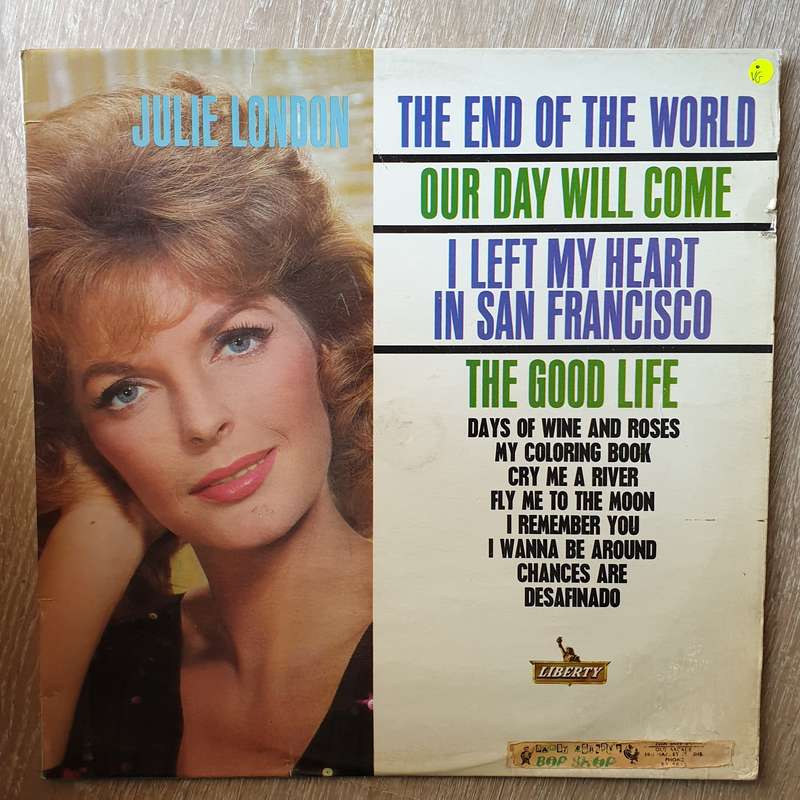 VG
JULIE LONDON
THE END OF THE WORLD
OUR DAY WILL COME
I LEFT MY HEART
IN SAN FRANCISCO
THE GOOD LIFE
DAYS OF WINE AND ROSES
MY COLORING BOOK
CRY ME A RIVER
FLY ME TO THE MOON
I REMEMBER YOU
I WANNA BE AROUND
CHANCES ARE
DESAFINADO
LIBERTY
BOP SHOP
PHONE